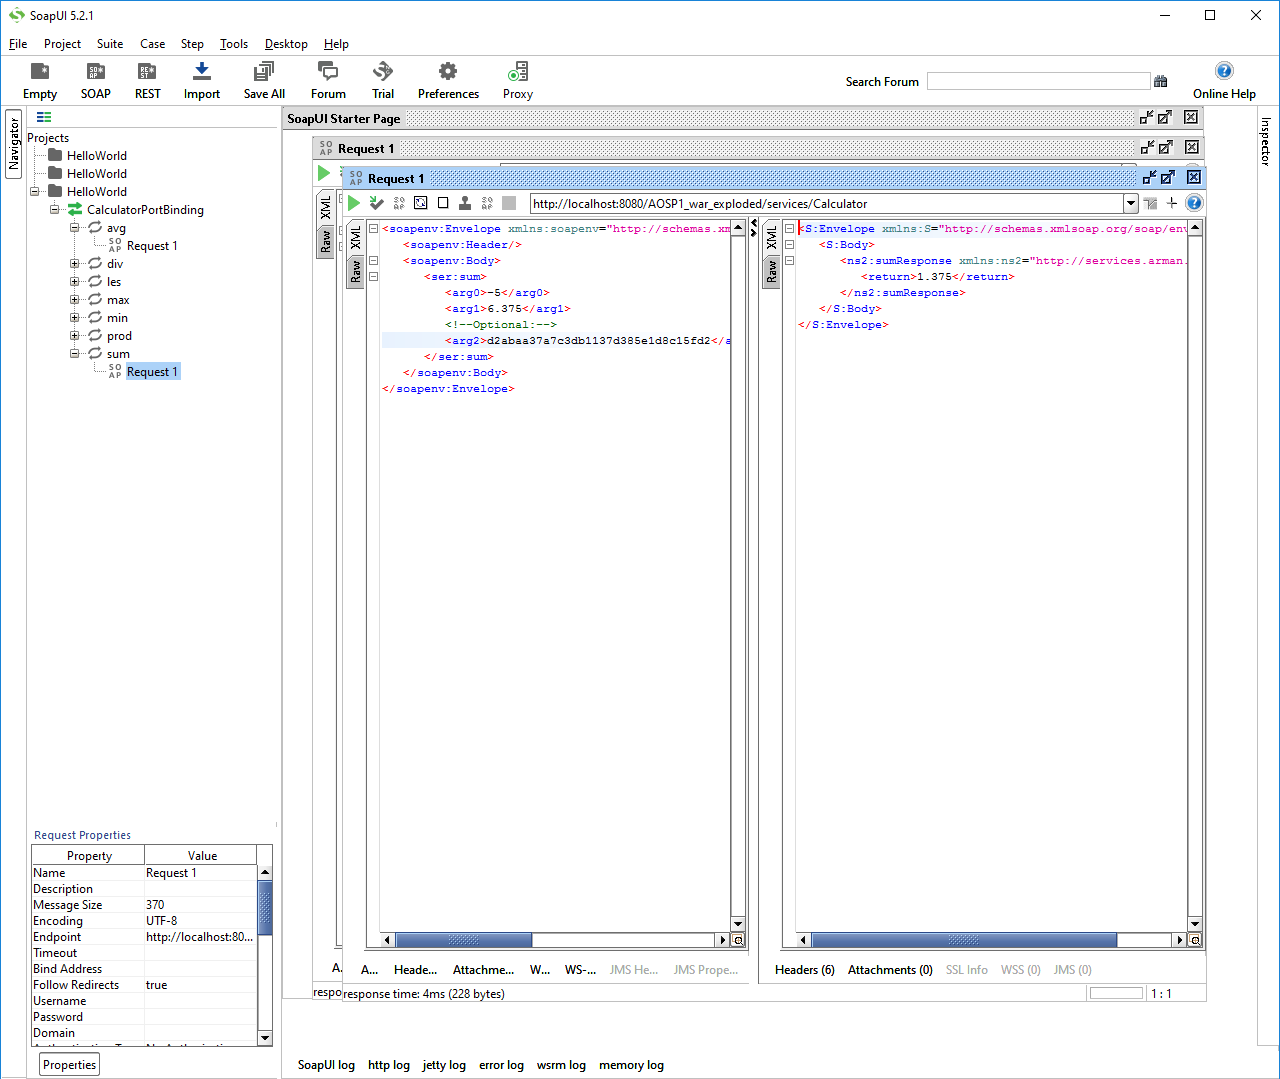 SoapUI 5.2.1
File Project Suite Case Step Tools Desktop Help
Empty SOAP REST Import Save All Forum Trial Preferences Proxy
Search Forum
Online Help
Navigator
Projects
HelloWorld
HelloWorld
HelloWorld
CalculatorPortBinding
avg
Request 1
div
les
max
min
prod
sum
Request 1
Request Properties
Property Value
Name Request 1
Description
Message Size 370
Encoding UTF-8
Endpoint http://localhost:80...
Timeout
Bind Address
Follow Redirects true
Username
Password
Domain
Properties
SoapUI Starter Page
Request 1
XML
Raw
Request 1
http://localhost:8080/AOSP1_war_exploded/services/Calculator
XML
Raw
<soapenv:Envelope xmlns:soapenv="http://schemas.xm
<soapenv:Header/>
<soapenv:Body>
<ser:sum>
<arg0>-5</arg0>
<arg1>6.375</arg1>
<!--Optional:-->
<arg2>d2abaa37a7c3db1137d385e1d8c15fd2</a
</ser:sum>
</soapenv:Body>
</soapenv:Envelope>
XML
Raw
<S:Envelope xmlns:S="http://schemas.xmlsoap.org/soap/env
<S:Body>
<ns2:sumResponse xmlns:ns2="http://services.arman.
<return>1.375</return>
</ns2:sumResponse>
</S:Body>
</S:Envelope>
A... A... Heade... Attachme... W... WS-... JMS He... JMS Prope...
Headers (6) Attachments (0) SSL Info WSS (0) JMS (0)
respo response time: 4ms (228 bytes)
1 : 1
SoapUI log http log jetty log error log wsrm log memory log
Inspector